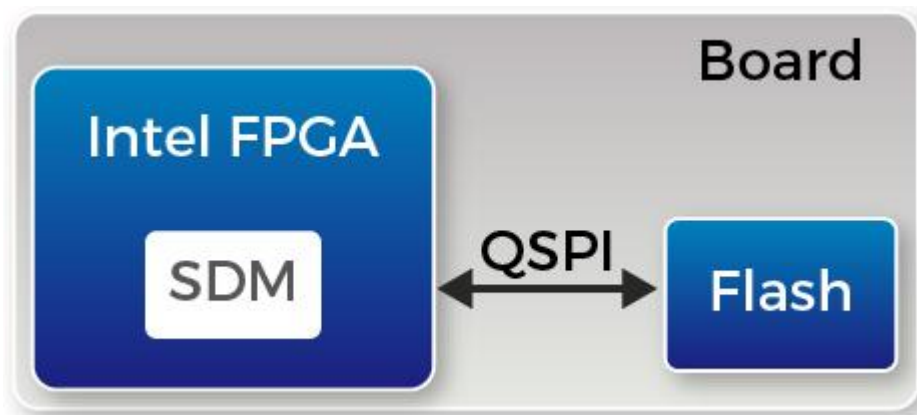 Board
Intel FPGA
SDM
QSPI
Flash